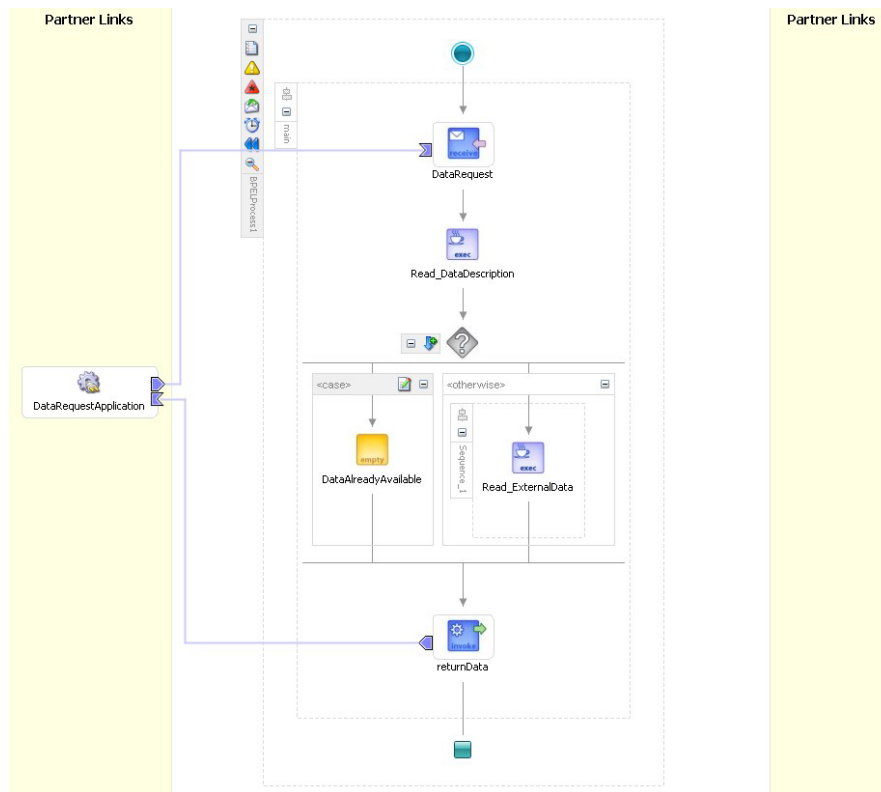 Partner Links
Partner Links
BPELProcess1
main
receive
DataRequest
exec
Read_DataDescription
?
DataRequestApplication
«case»
«otherwise»
empty
DataAlreadyAvailable
Sequence_1
exec
Read_ExternalData
invoke
returnData